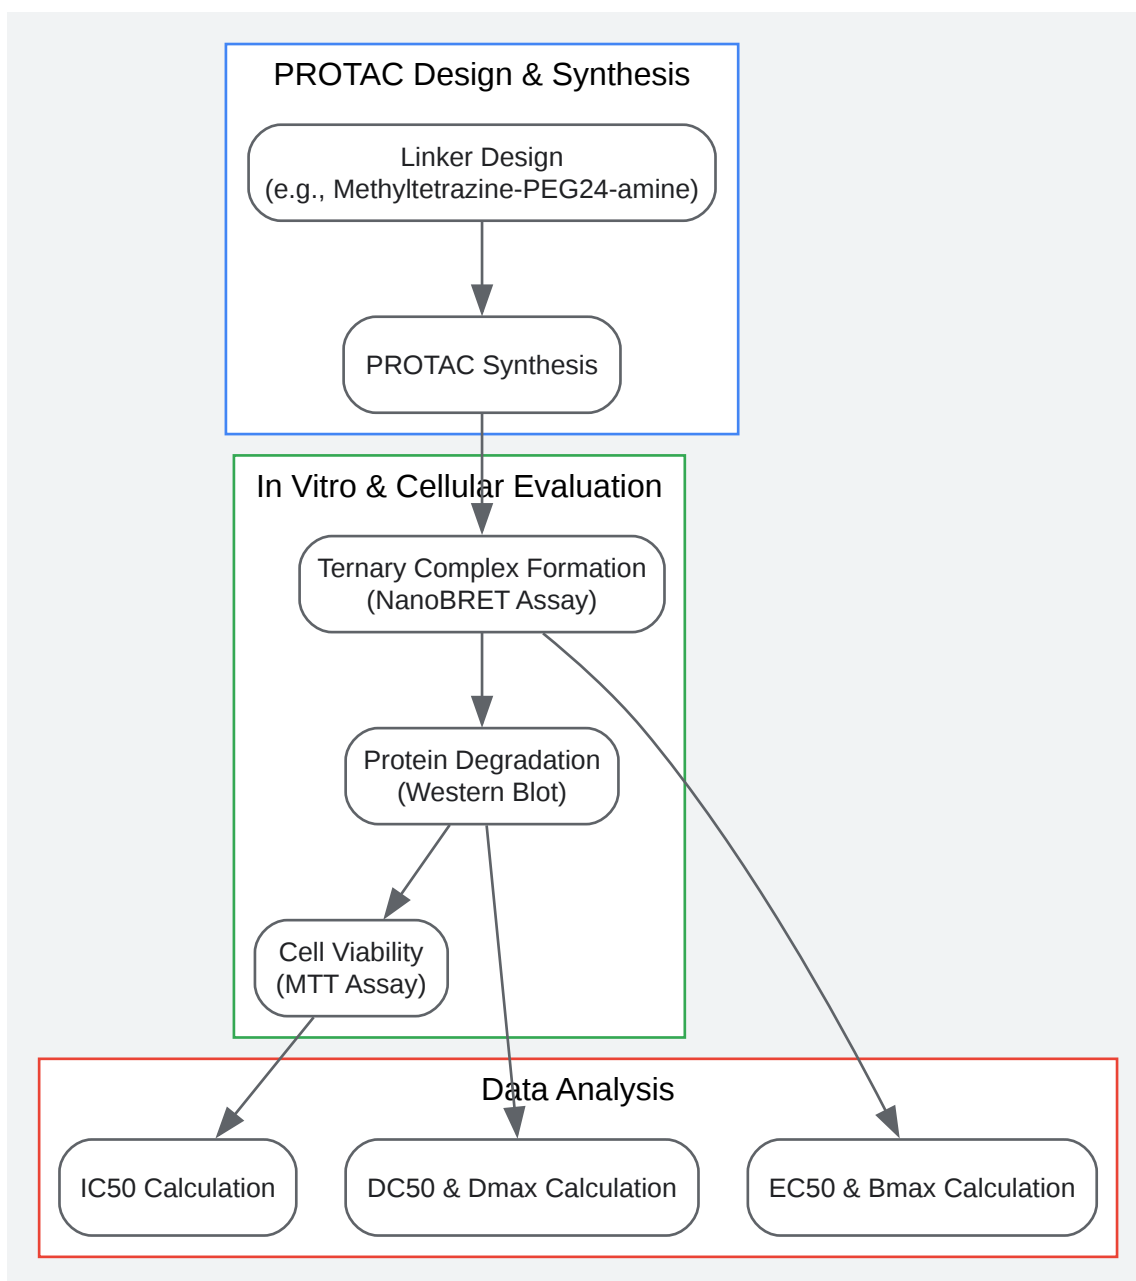 PROTAC Design & Synthesis
Linker Design
(e.g., Methyltetrazine-PEG24-amine)
PROTAC Synthesis
In Vitro & Cellular Evaluation
Ternary Complex Formation
(NanoBRET Assay)
Protein Degradation
(Western Blot)
Cell Viability
(MTT Assay)
Data Analysis
IC50 Calculation
DC50 & Dmax Calculation
EC50 & Bmax Calculation